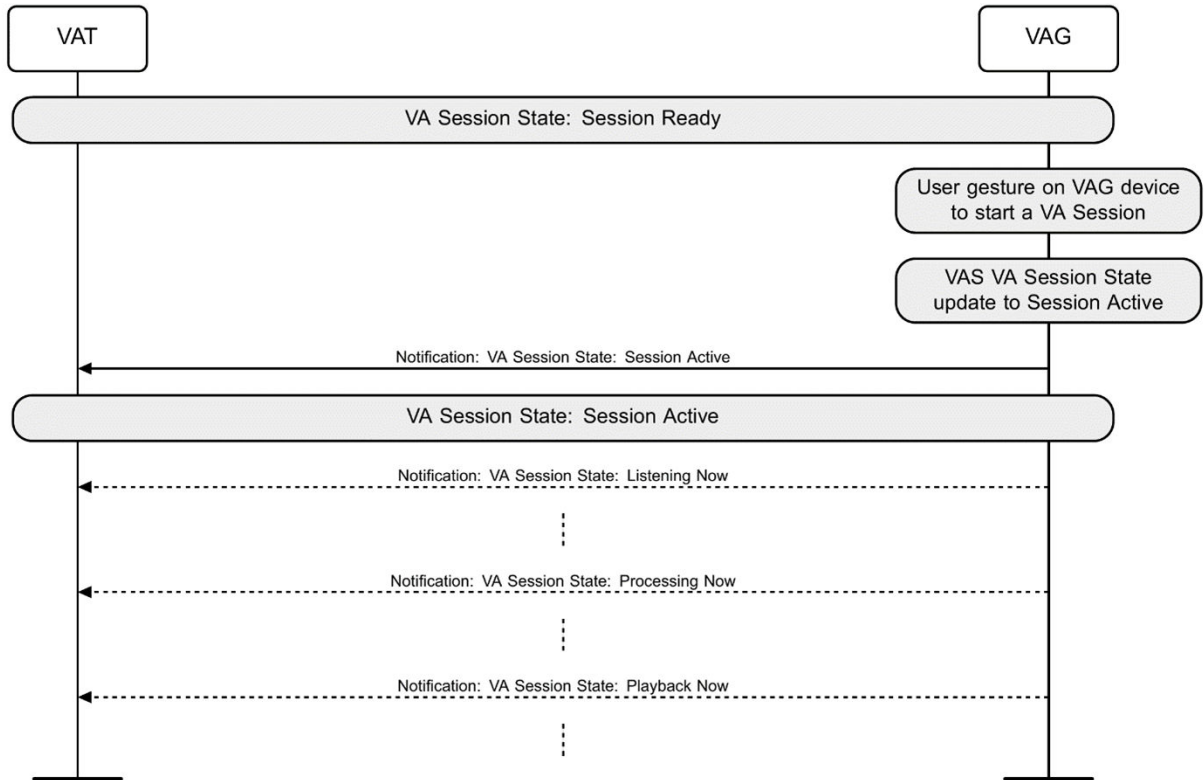 VAT
VAG
VA Session State: Session Ready
User gesture on VAG device
to start a VA Session
VAS VA Session State
update to Session Active
Notification: VA Session State: Session Active
VA Session State: Session Active
Notification: VA Session State: Listening Now
Notification: VA Session State: Processing Now
Notification: VA Session State: Playback Now